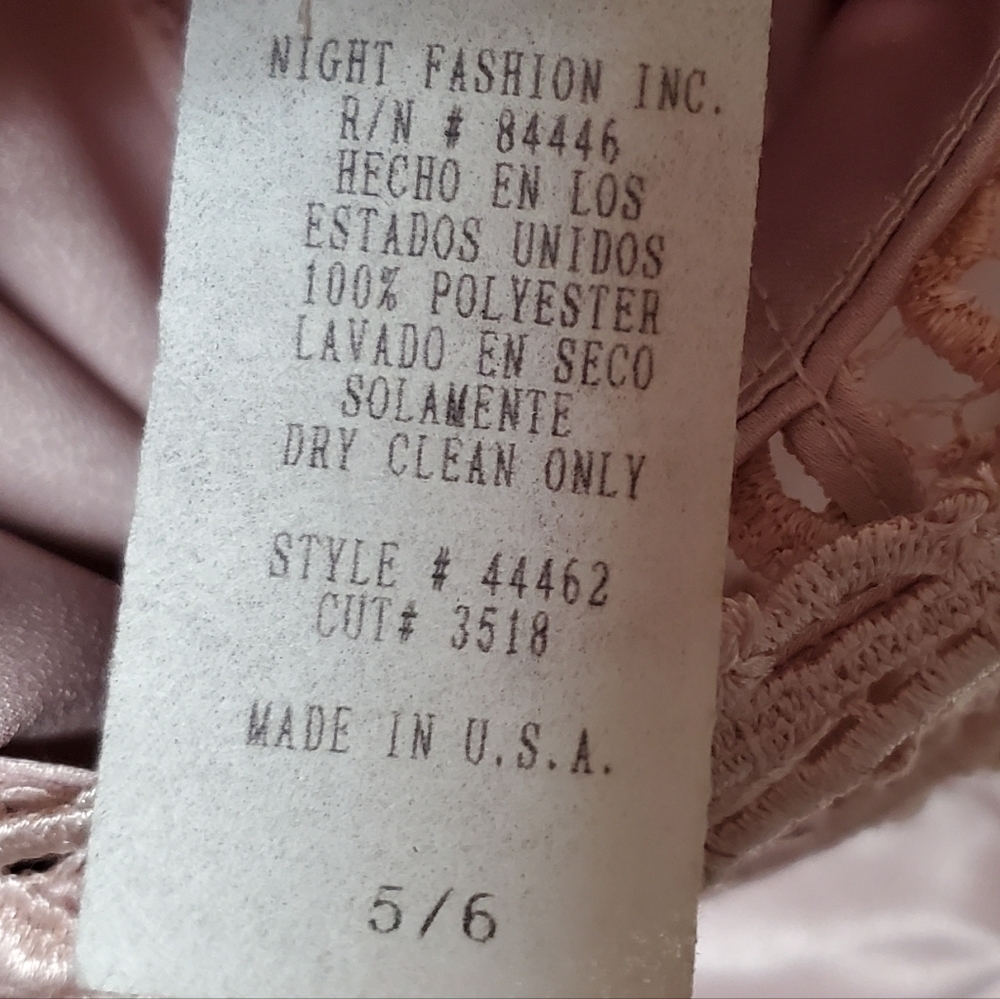 NIGHT FASHION INC.
R/N # 84446
HECHO EN LOS
ESTADOS UNIDOS
100% POLYESTER
LAVADO EN SECO
SOLAMENTE
DRY CLEAN ONLY
STYLE # 44462
CUT# 3518
MADE IN U.S.A.
5/6